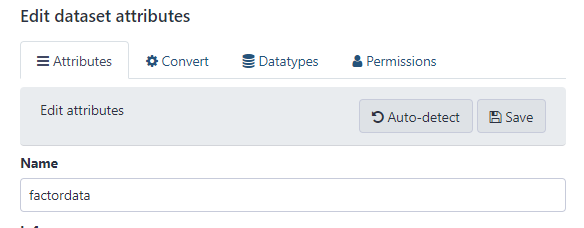 Edit dataset attributes
Attributes Convert Datatypes Permissions
Edit attributes Auto-detect Save
Name
factordata